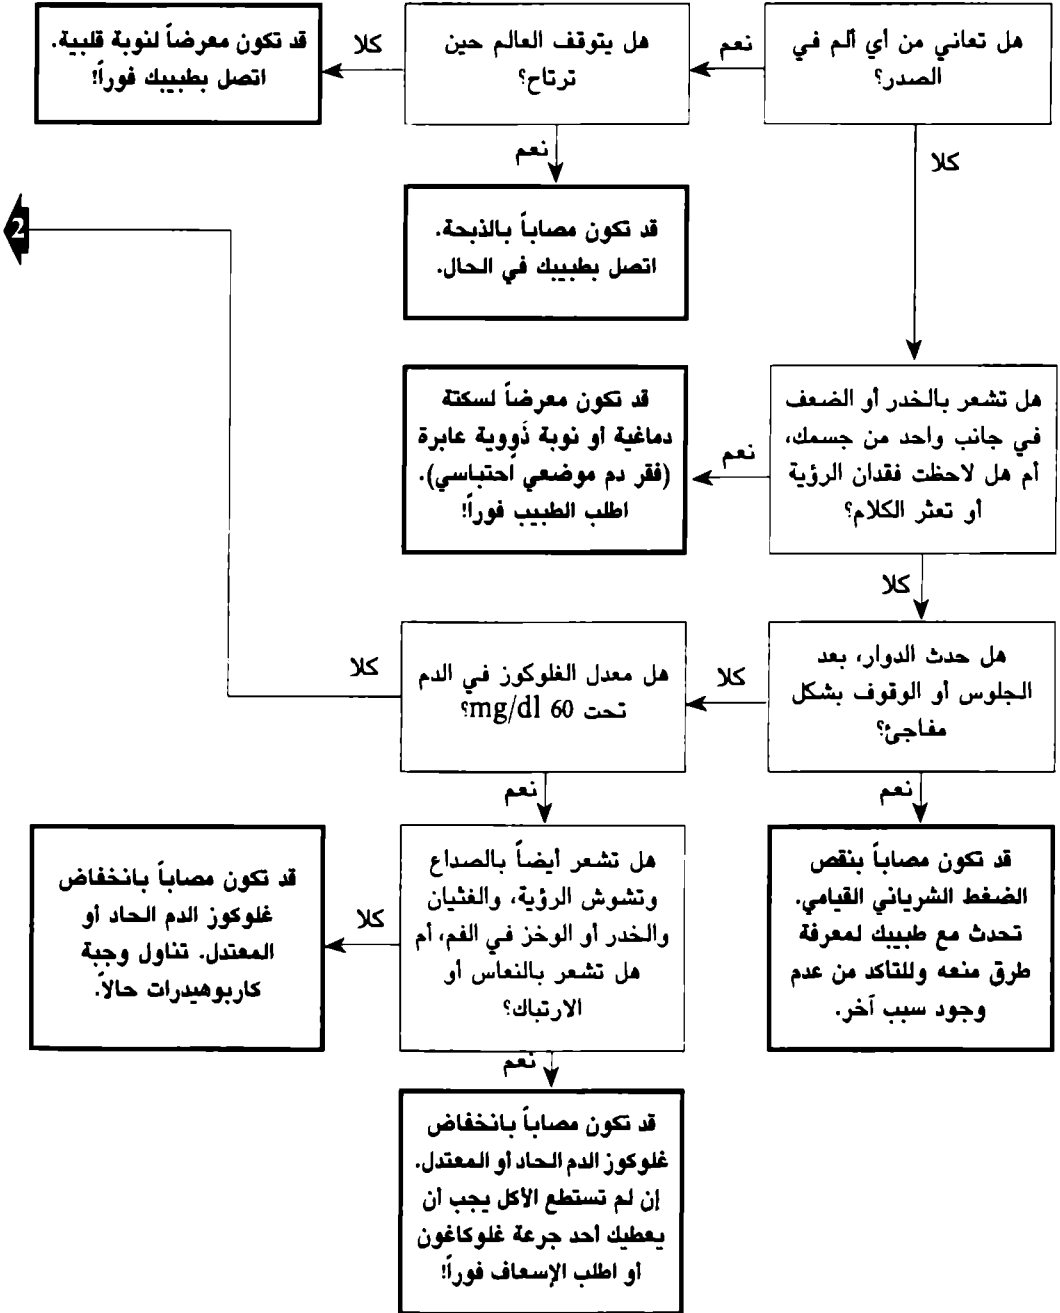 هل تعاني من أي ألم في
الصدر؟
نعم
هل يتوقف العالم حين
ترتاح؟
كلا
قد تكون معرضاً لنوبة قلبية.
اتصل بطبيبك فوراً!
نعم
قد تكون مصاباً بالذبحة.
اتصل بطبيبك في الحال.
كلا
2
هل تشعر بالخدر أو الضعف
في جانب واحد من جسمك،
أم هل لاحظت فقدان الرؤية
أو تعثر الكلام؟
نعم
قد تكون معرضاً لسكتة
دماغية أو نوبة ذَووية عابرة
(فقر دم موضعي احتباسي).
اطلب الطبيب فوراً!
كلا
هل حدث الدوار، بعد
الجلوس أو الوقوف بشكل
مفاجئ؟
كلا
هل معدل الغلوكوز في الدم
تحت 60 mg/dl؟
كلا
نعم
قد تكون مصاباً بنقص
الضغط الشرياني القيامي.
تحدث مع طبيبك لمعرفة
طرق منعه وللتأكد من عدم
وجود سبب آخر.
نعم
هل تشعر أيضاً بالصداع
وتشوش الرؤية، والغثيان
والخدر أو الوخز في الفم، أم
هل تشعر بالنعاس أو
الارتباك؟
كلا
قد تكون مصاباً بانخفاض
غلوكوز الدم الحاد أو
المعتدل. تناول وجبة
كاربوهيدرات حالاً.
نعم
قد تكون مصاباً بانخفاض
غلوكوز الدم الحاد أو المعتدل.
إن لم تستطع الأكل يجب أن
يعطيك أحد جرعة غلوكاغون
أو اطلب الإسعاف فوراً!